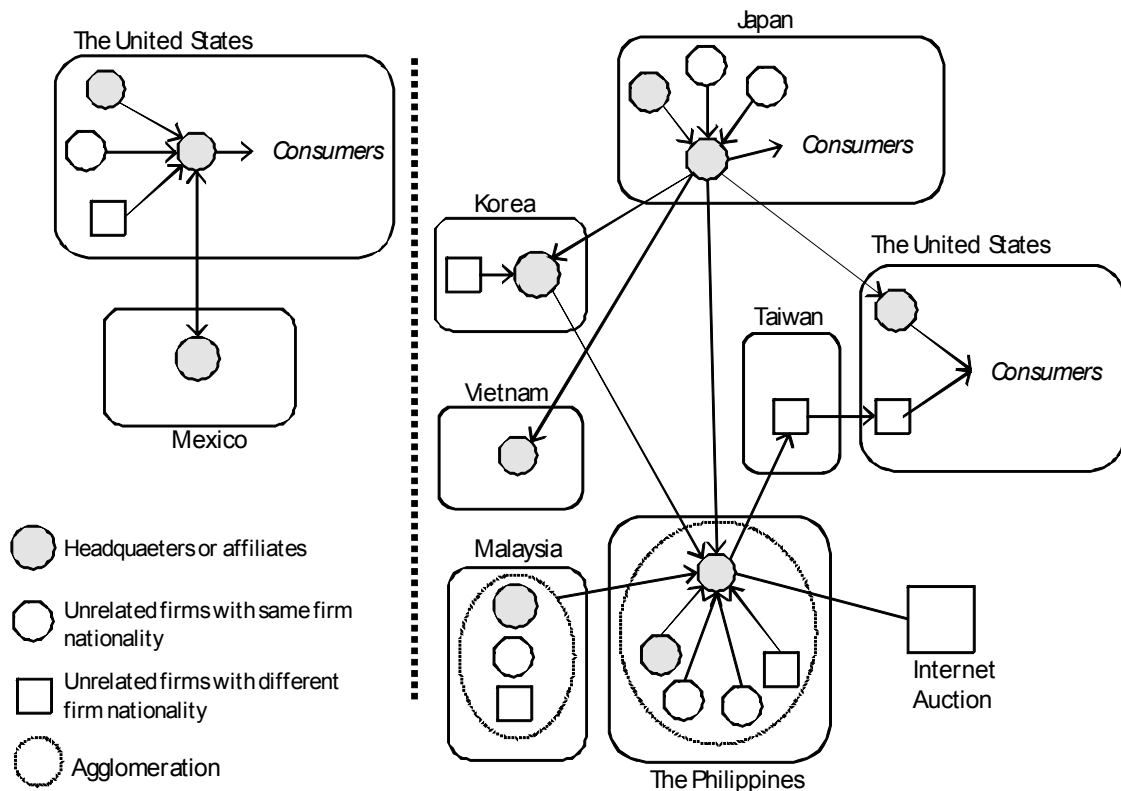 The United States
Consumers
Mexico
Japan
Consumers
Korea
The United States
Taiwan
Consumers
Vietnam
Malaysia
The Philippines
Internet
Auction
Headquaeters or affiliates
Unrelated firms with same firm
nationality
Unrelated firms with different
firm nationality
Agglomeration